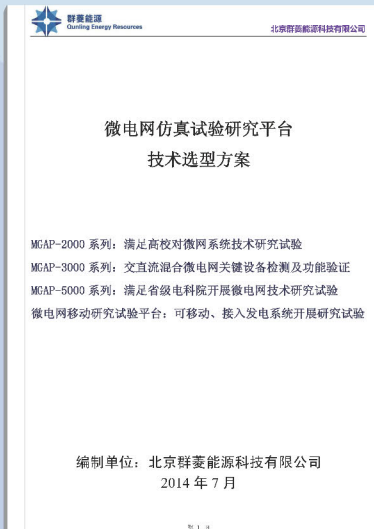 群菱能源
Qunling Energy Resources
北京群菱能源科技有限公司
微电网仿真试验研究平台
技术选型方案
MGAP-2000 系列：满足高校对微网系统技术研究试验
MGAP-3000 系列：交直流混合微电网关键设备检测及功能验证
MGAP-5000 系列：满足省级电科院开展微电网技术研究试验
微电网移动研究试验平台：可移动、接入发电系统开展研究试验
编制单位：北京群菱能源科技有限公司
2014 年 7 月